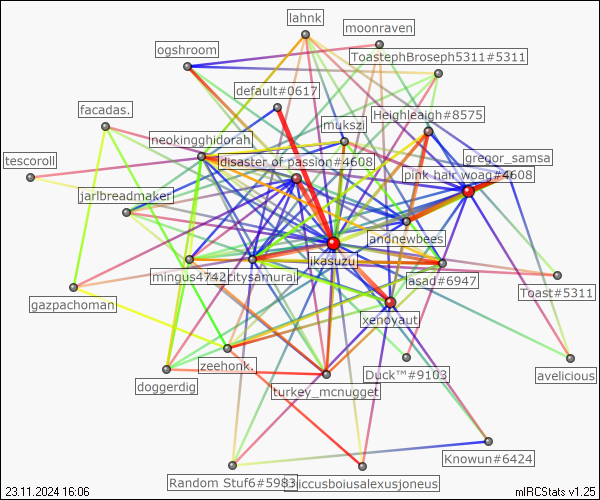 lahnk
moonraven
ogshroom
ToastephBroseph5311#5311
default#0617
facadas.
Heighleaigh#8575
mukszi
neokingghidorah
gregor_samsa
tescoroll
disaster of passion#4608
pink hair woag#4608
jarlbreadmaker
andnewbees
ikasuzu
mingus4742
citysamurai
asad#6947
Toast#5311
gazpachoman
xenoyaut
zeehonk.
Duck™#9103
avelicious
doggerdig
turkey_mcnugget
Knowun#6424
Random Stuf6#5983
iccusboiusalexusjoneus
23.11.2024 16:06
mIRCStats v1.25